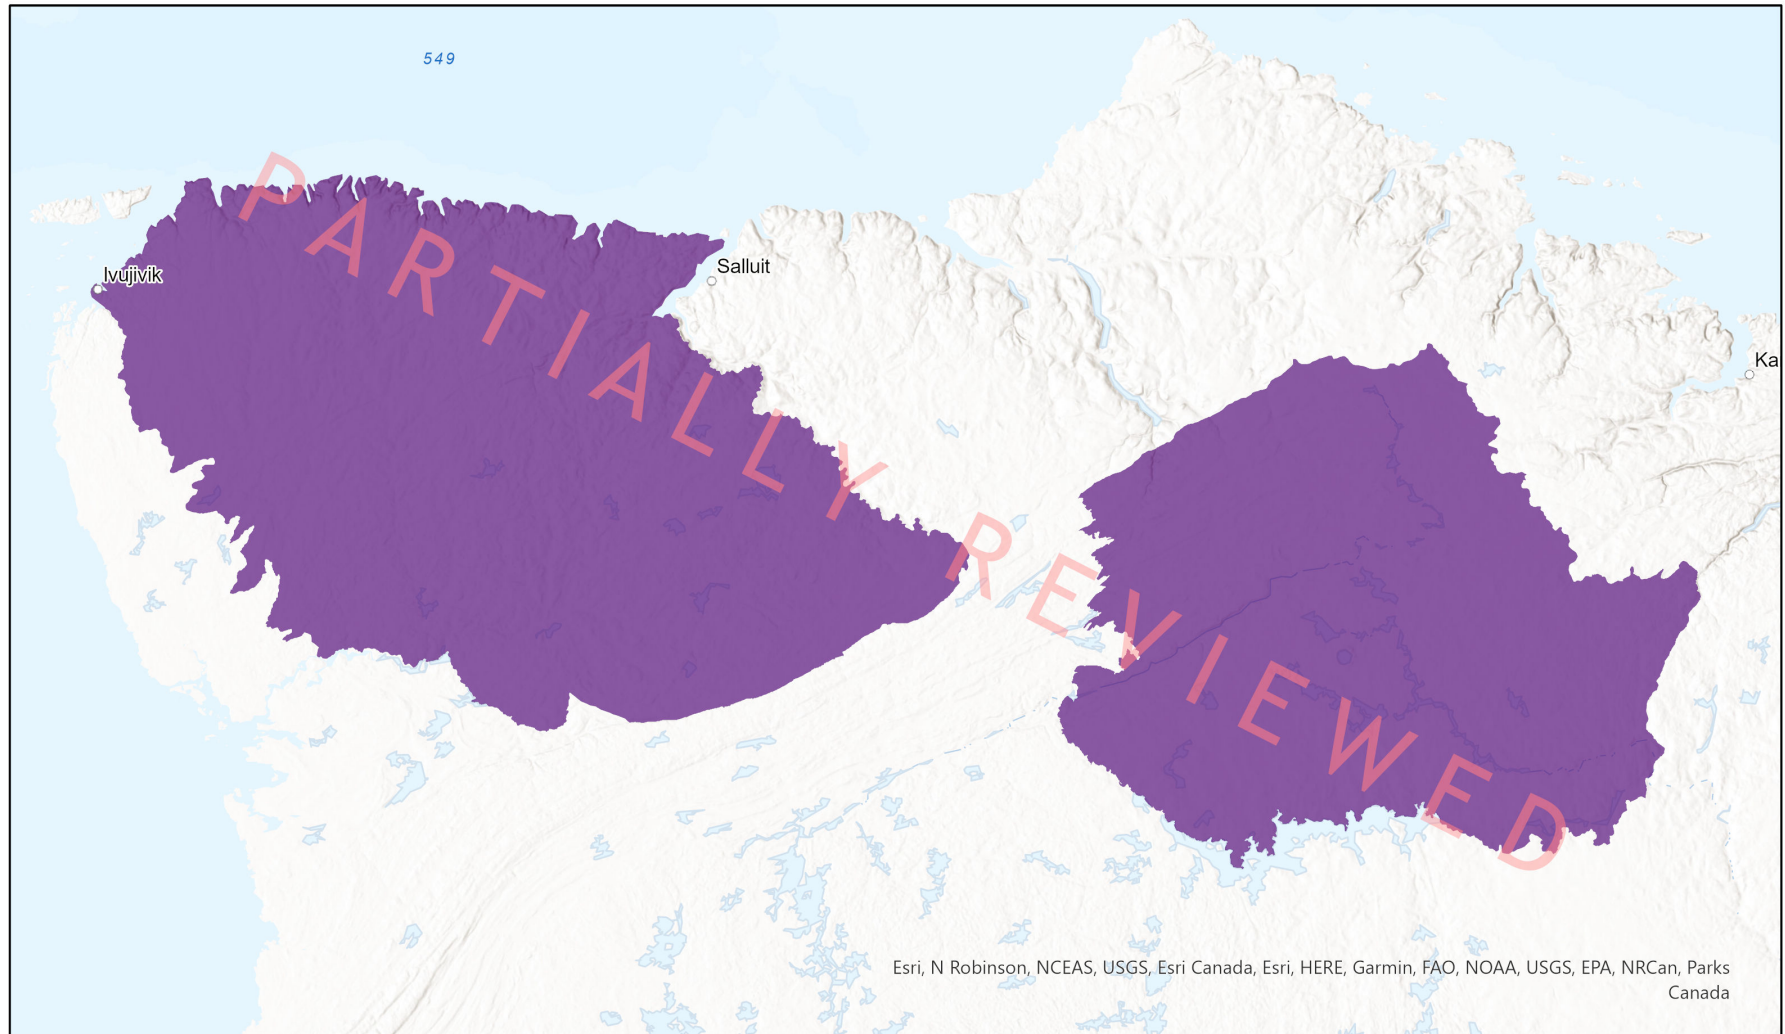 549
PARTIALLY REVIEWED
Ivujivik
Salluit
Ka
Esri, N Robinson, NCEAS, USGS, Esri Canada, Esri, HERE, Garmin, FAO, NOAA, USGS, EPA, NRCan, Parks
Canada